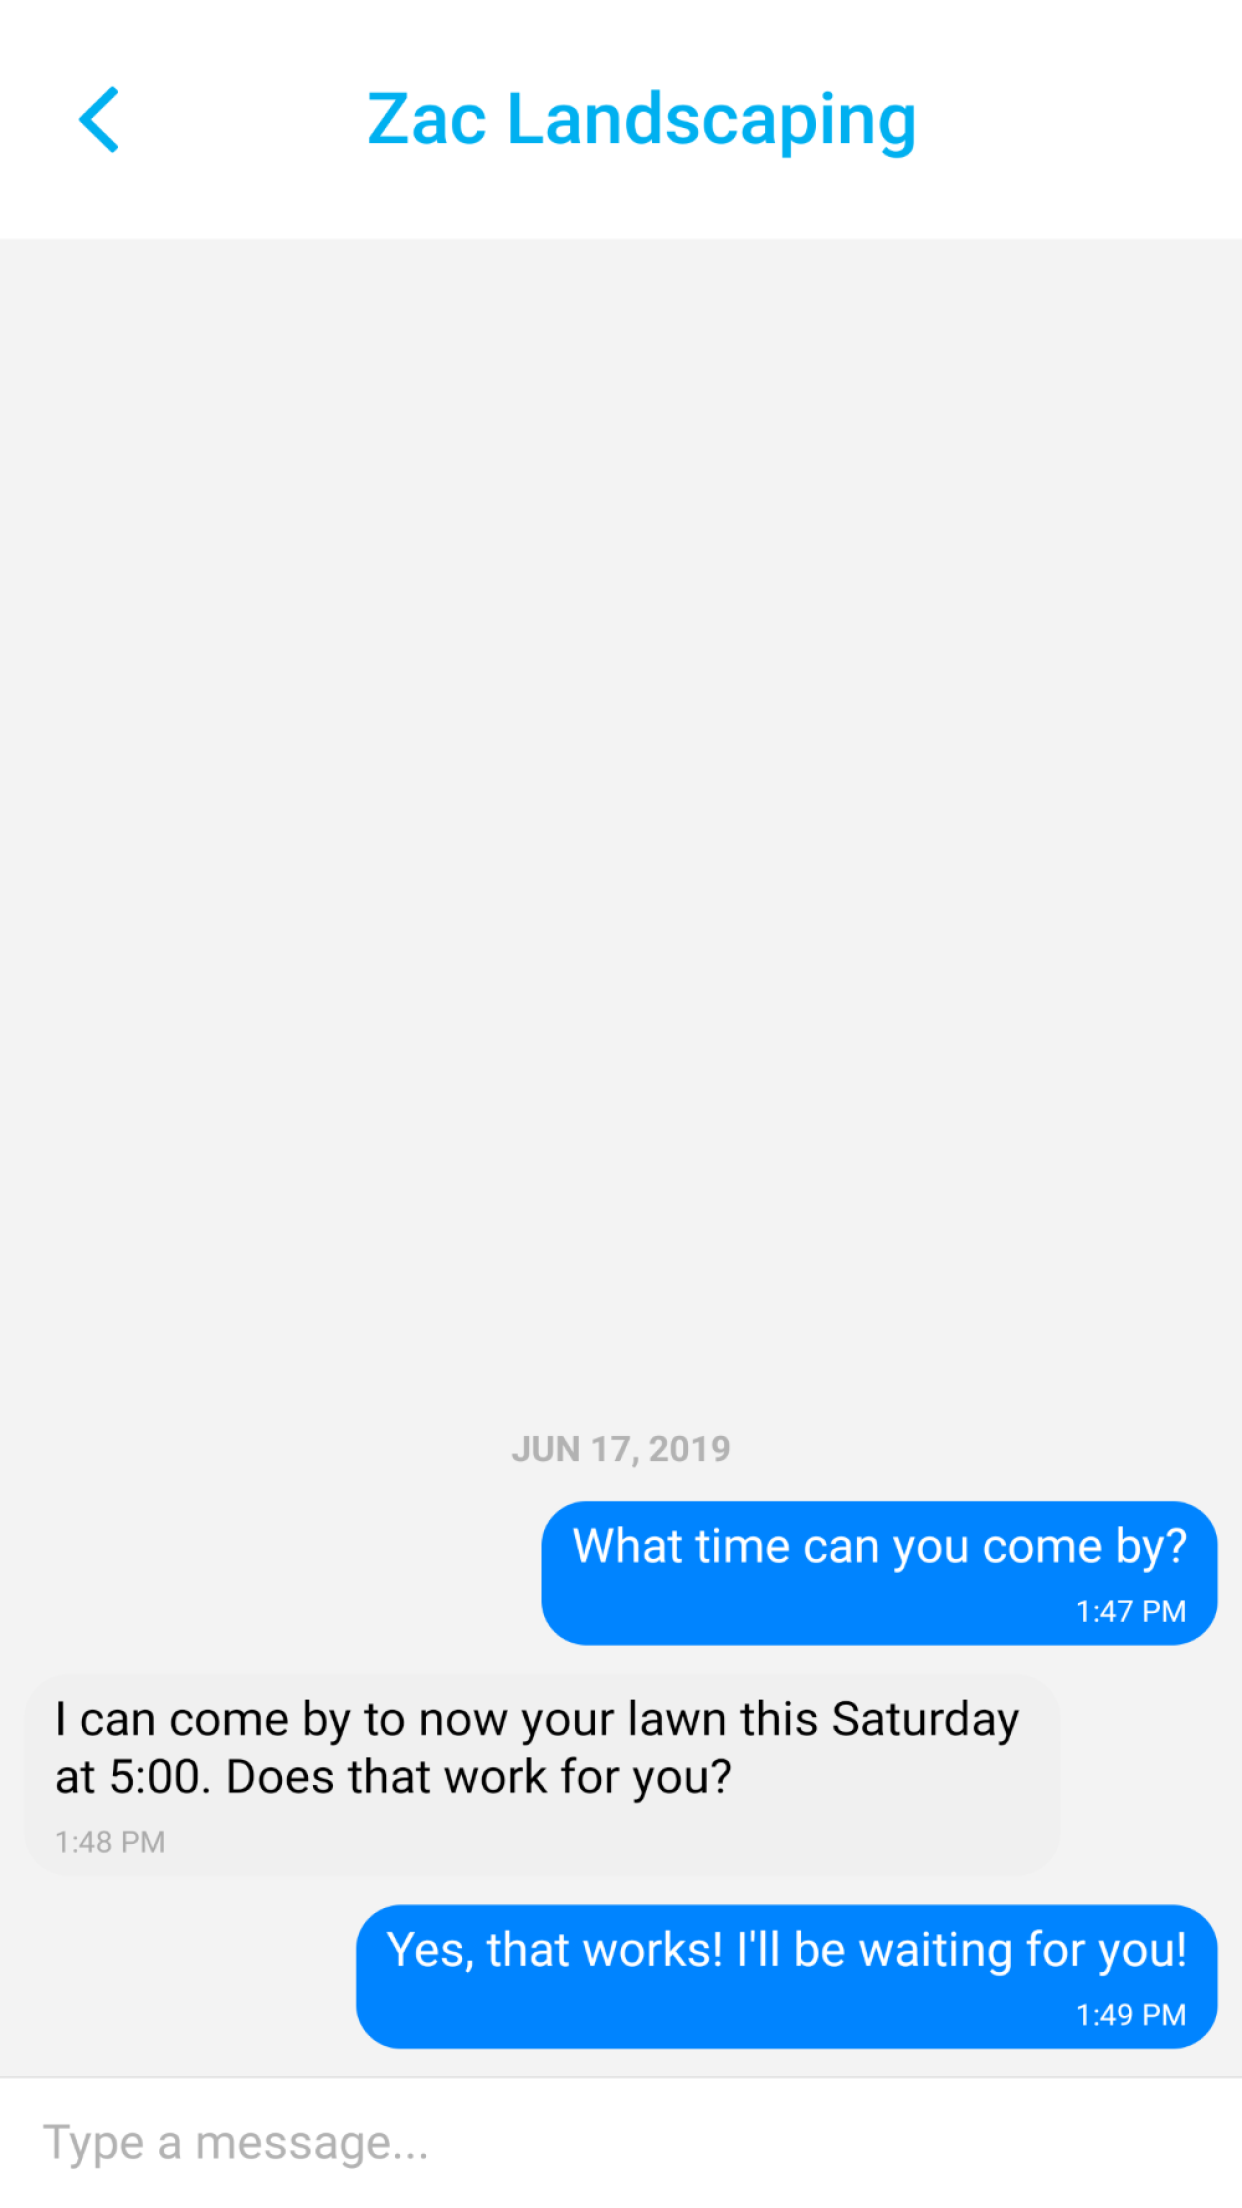 Zac Landscaping
JUN 17, 2019
What time can you come by?
1:47 PM
I can come by to now your lawn this Saturday
at 5:00. Does that work for you?
1:48 PM
Yes, that works! I'll be waiting for you!
1:49 PM
Type a message...